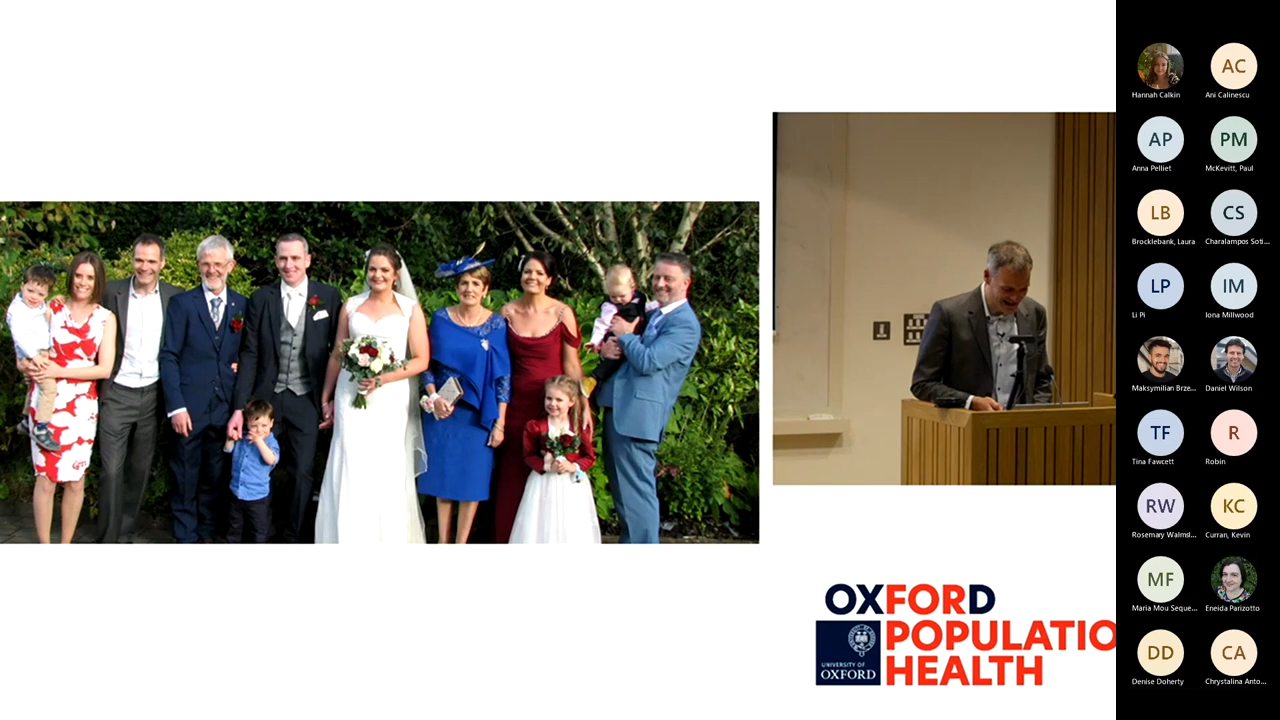 Hannah Calkin
AC
Ani Calinescu
AP
Anna Pelliet
PM
McKevitt, Paul
LB
Brocklebank, Laura
CS
Charalampos Soti...
LP
Li Pi
IM
Iona Millwood
Maksymilian Brze...
Daniel Wilson
TF
Tina Fawcett
R
Robin
RW
Rosemary Walmsl...
KC
Curran, Kevin
MF
Maria Mou Seque...
Eneida Parizotto
DD
Denise Doherty
CA
Chrystalina Anto...
OXFORD
POPULATIO
HEALTH
UNIVERSITY OF
OXFORD